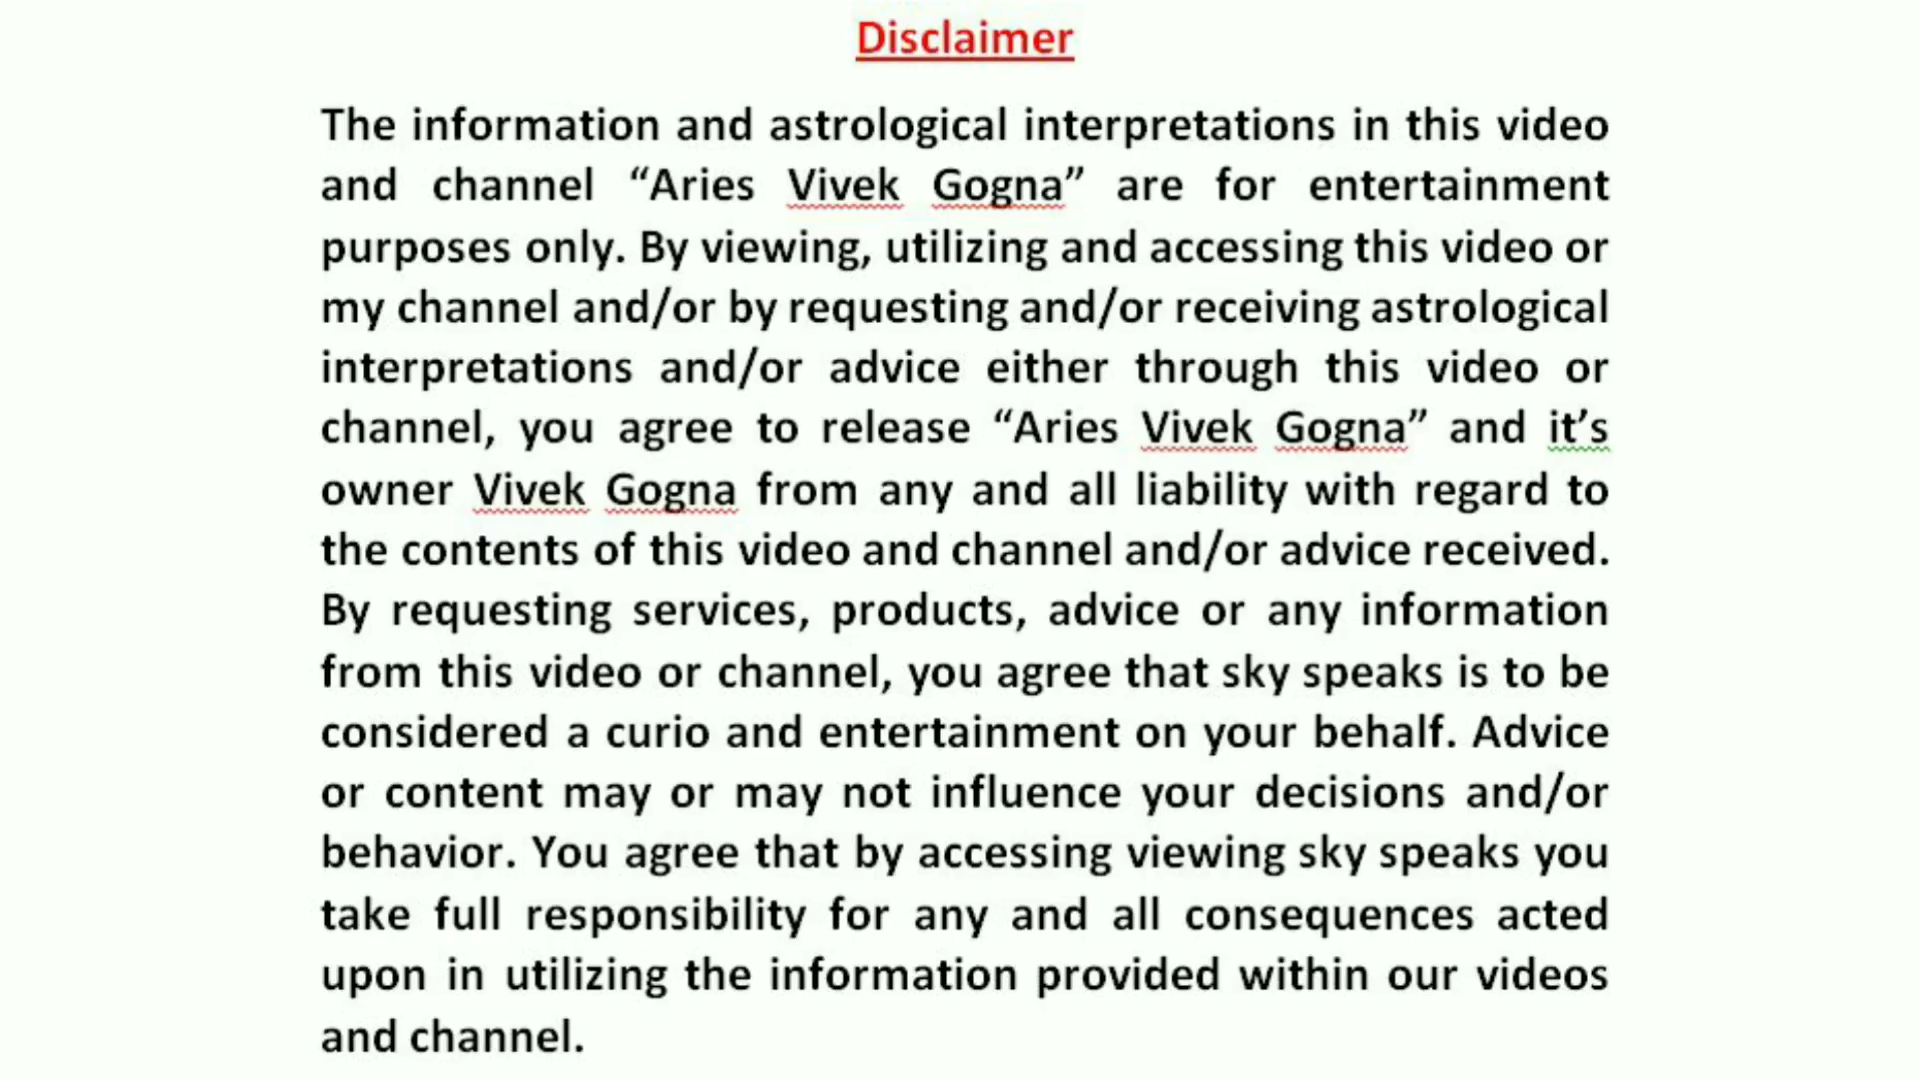 Disclaimer
The information and astrological interpretations in this video
and channel “Aries Vivek Gogna” are for entertainment
purposes only. By viewing, utilizing and accessing this video or
my channel and/or by requesting and/or receiving astrological
interpretations and/or advice either through this video or
channel, you agree to release “Aries Vivek Gogna” and it’s
owner Vivek Gogna from any and all liability with regard to
the contents of this video and channel and/or advice received.
By requesting services, products, advice or any information
from this video or channel, you agree that sky speaks is to be
considered a curio and entertainment on your behalf. Advice
or content may or may not influence your decisions and/or
behavior. You agree that by accessing viewing sky speaks you
take full responsibility for any and all consequences acted
upon in utilizing the information provided within our videos
and channel.